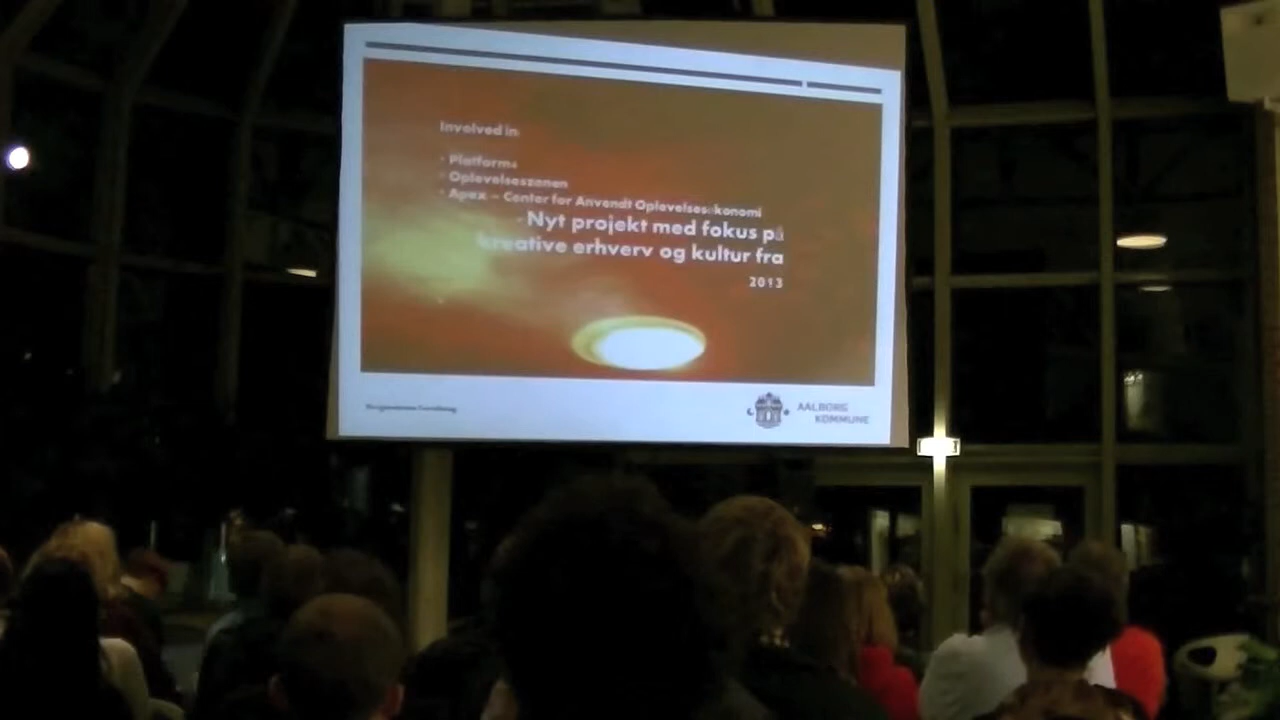 Involved in
· Platform4
· Oplevelseszonen
· Apex – Center for Anvendt Oplevelsesøkonomi
Nyt projekt med fokus på
kreative erhverv og kultur fra
2013
AALBORG
KOMMUNE